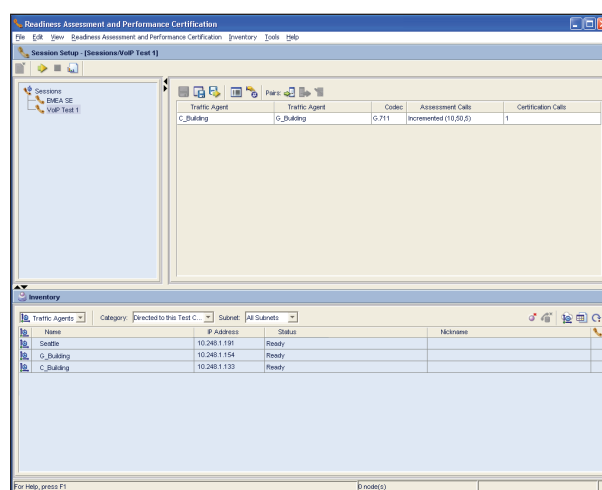 Readiness Assessment and Performance Certification
File Edit View Readiness Assessment and Performance Certification Inventory Tools Help
Session Setup - [Sessions/VoIP Test 1]
Sessions
EMEA SE
VoIP Test 1
Pairs:
Traffic Agent Traffic Agent Codec Assessment Calls Certification Calls
C_Building G_Building G.711 Incremented (10,50,5) 1
Inventory
Traffic Agents Category: Directed to this Test C... Subnet: All Subnets
Name IP Address Status Nickname
Seattle 10.248.1.191 Ready
G_Building 10.248.1.154 Ready
C_Building 10.248.1.133 Ready
For Help, press F1 0 node(s)